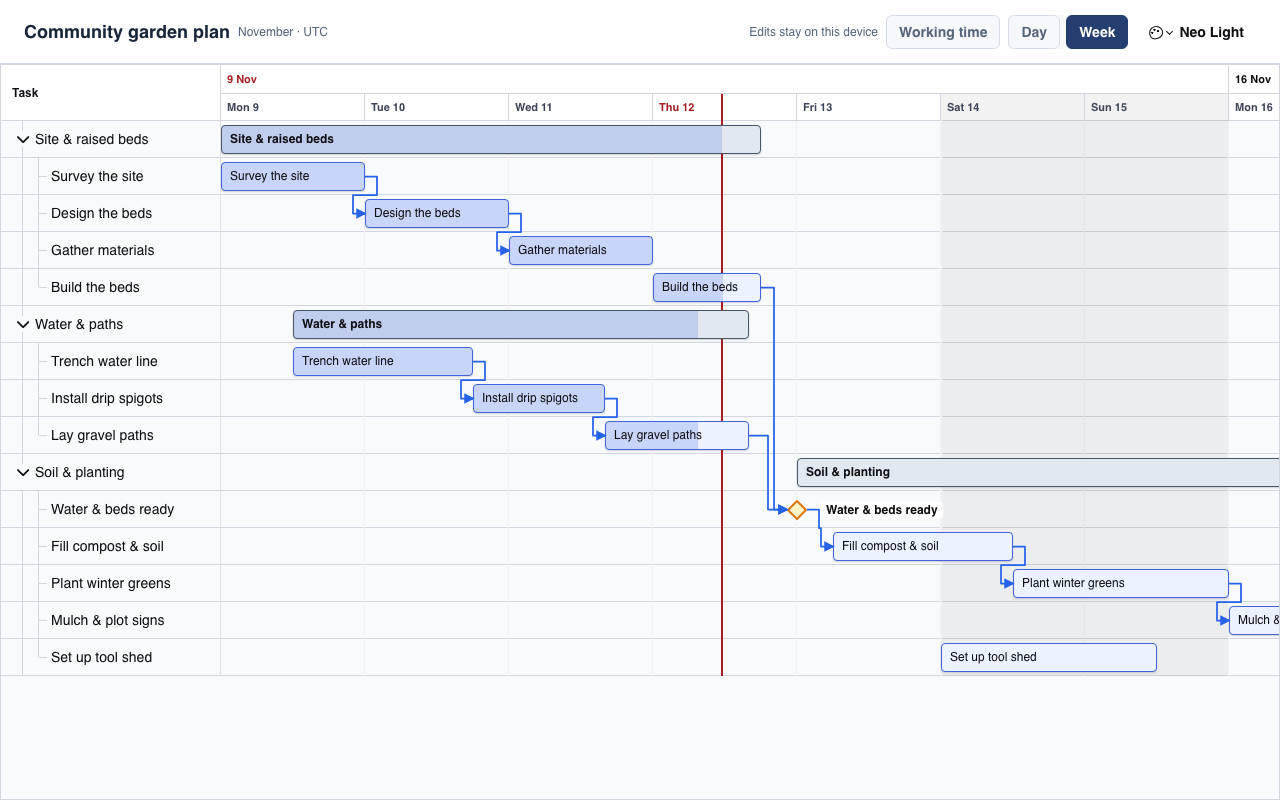 Community garden plan November · UTC
Edits stay on this device Working time Day Week Neo Light
Task
9 Nov 16 Nov
Mon 9 Tue 10 Wed 11 Thu 12 Fri 13 Sat 14 Sun 15 Mon 16
Site & raised beds Site & raised beds
Survey the site Survey the site
Design the beds Design the beds
Gather materials Gather materials
Build the beds Build the beds
Water & paths Water & paths
Trench water line Trench water line
Install drip spigots Install drip spigots
Lay gravel paths Lay gravel paths
Soil & planting Soil & planting
Water & beds ready Water & beds ready
Fill compost & soil Fill compost & soil
Plant winter greens Plant winter greens
Mulch & plot signs Mulch &
Set up tool shed Set up tool shed